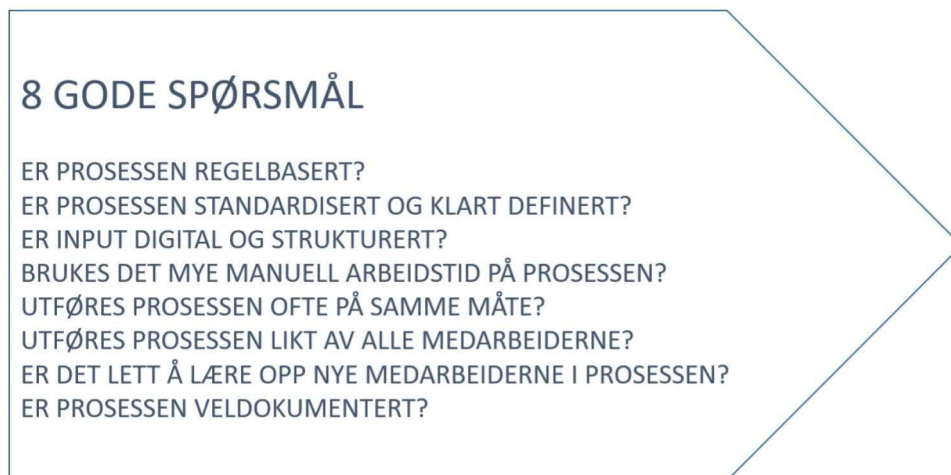 8 GODE SPØRSMÅL
ER PROSESSEN REGELBASERT?
ER PROSESSEN STANDARDISERT OG KLART DEFINERT?
ER INPUT DIGITAL OG STRUKTURERT?
BRUKES DET MYE MANUELL ARBEIDSTID PÅ PROSESSEN?
UTFØRES PROSESSEN OFTE PÅ SAMME MÅTE?
UTFØRES PROSESSEN LIKT AV ALLE MEDARBEIDERNE?
ER DET LETT Å LÆRE OPP NYE MEDARBEIDERNE I PROSESSEN?
ER PROSESSEN VELDOKUMENTERT?